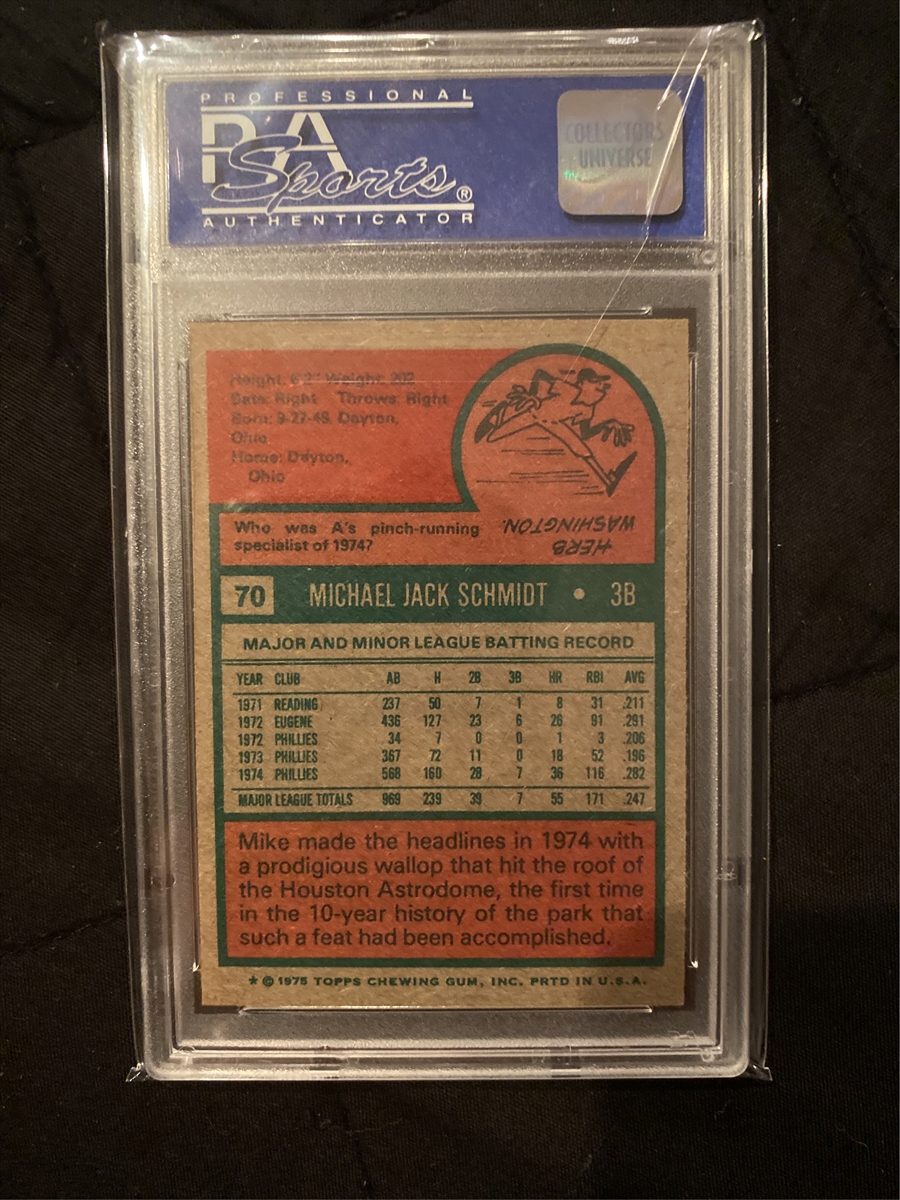 PROFESSIONAL
PSA
Sports®
AUTHENTICATOR
COLLECTORS
UNIVERSE
Height: 6'2" Weight: 202
Bats: Right Throws: Right
Born: 9-27-49, Dayton,
Ohio
Home: Dayton,
Ohio
Who was A's pinch-running
specialist of 1974?
HERB
WASHINGTON.
70 MICHAEL JACK SCHMIDT • 3B
MAJOR AND MINOR LEAGUE BATTING RECORD
YEAR CLUB AB H 2B 3B HR RBI AVG
1971 READING 237 50 7 1 8 31 .211
1972 EUGENE 436 127 23 6 26 91 .291
1972 PHILLIES 34 7 0 0 1 3 .206
1973 PHILLIES 367 72 11 0 18 52 .196
1974 PHILLIES 568 160 28 7 36 116 .282
MAJOR LEAGUE TOTALS 969 239 39 7 55 171 .247
Mike made the headlines in 1974 with
a prodigious wallop that hit the roof of
the Houston Astrodome, the first time
in the 10-year history of the park that
such a feat had been accomplished.
* © 1975 TOPPS CHEWING GUM, INC. PRTD IN U.S.A.